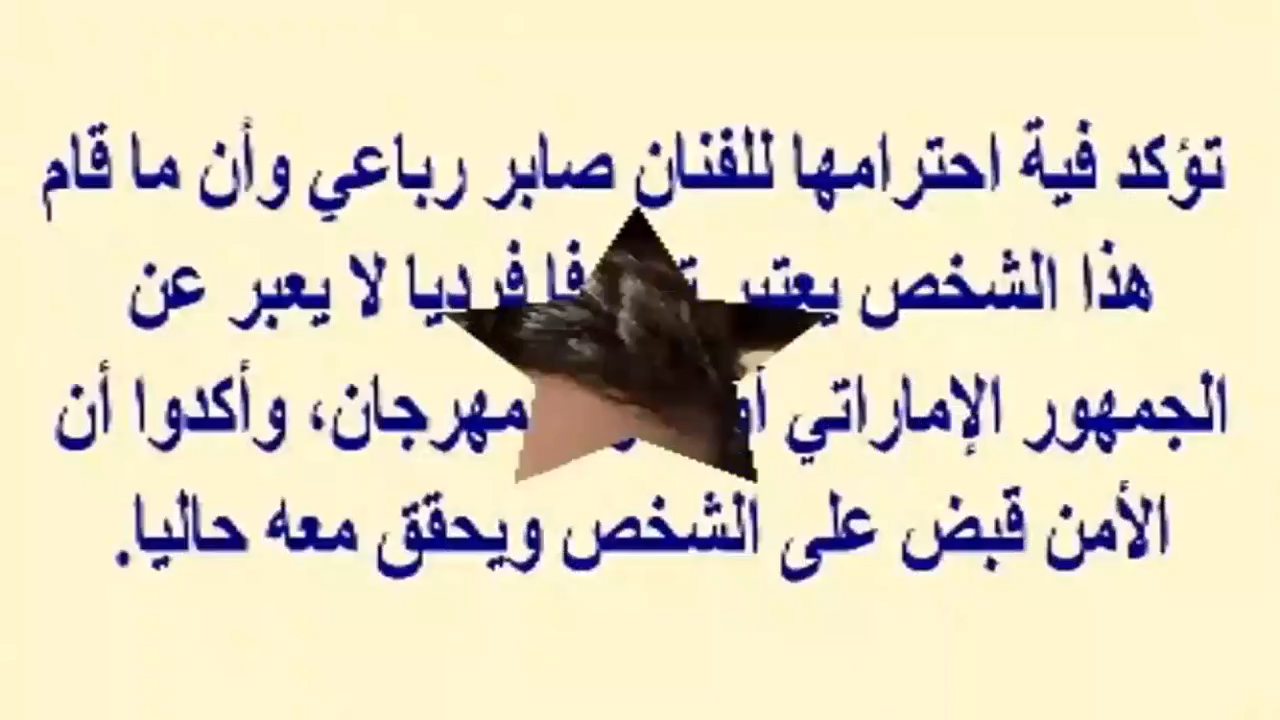 تؤكد فية احترامها للفنان صابر رباعي وأن ما قام
هذا الشخص يعتبر فرديا لا يعبر عن
الجمهور الإماراتي مهرجان، وأكدوا أن
الأمن قبض على الشخص ويحقق معه حاليا.